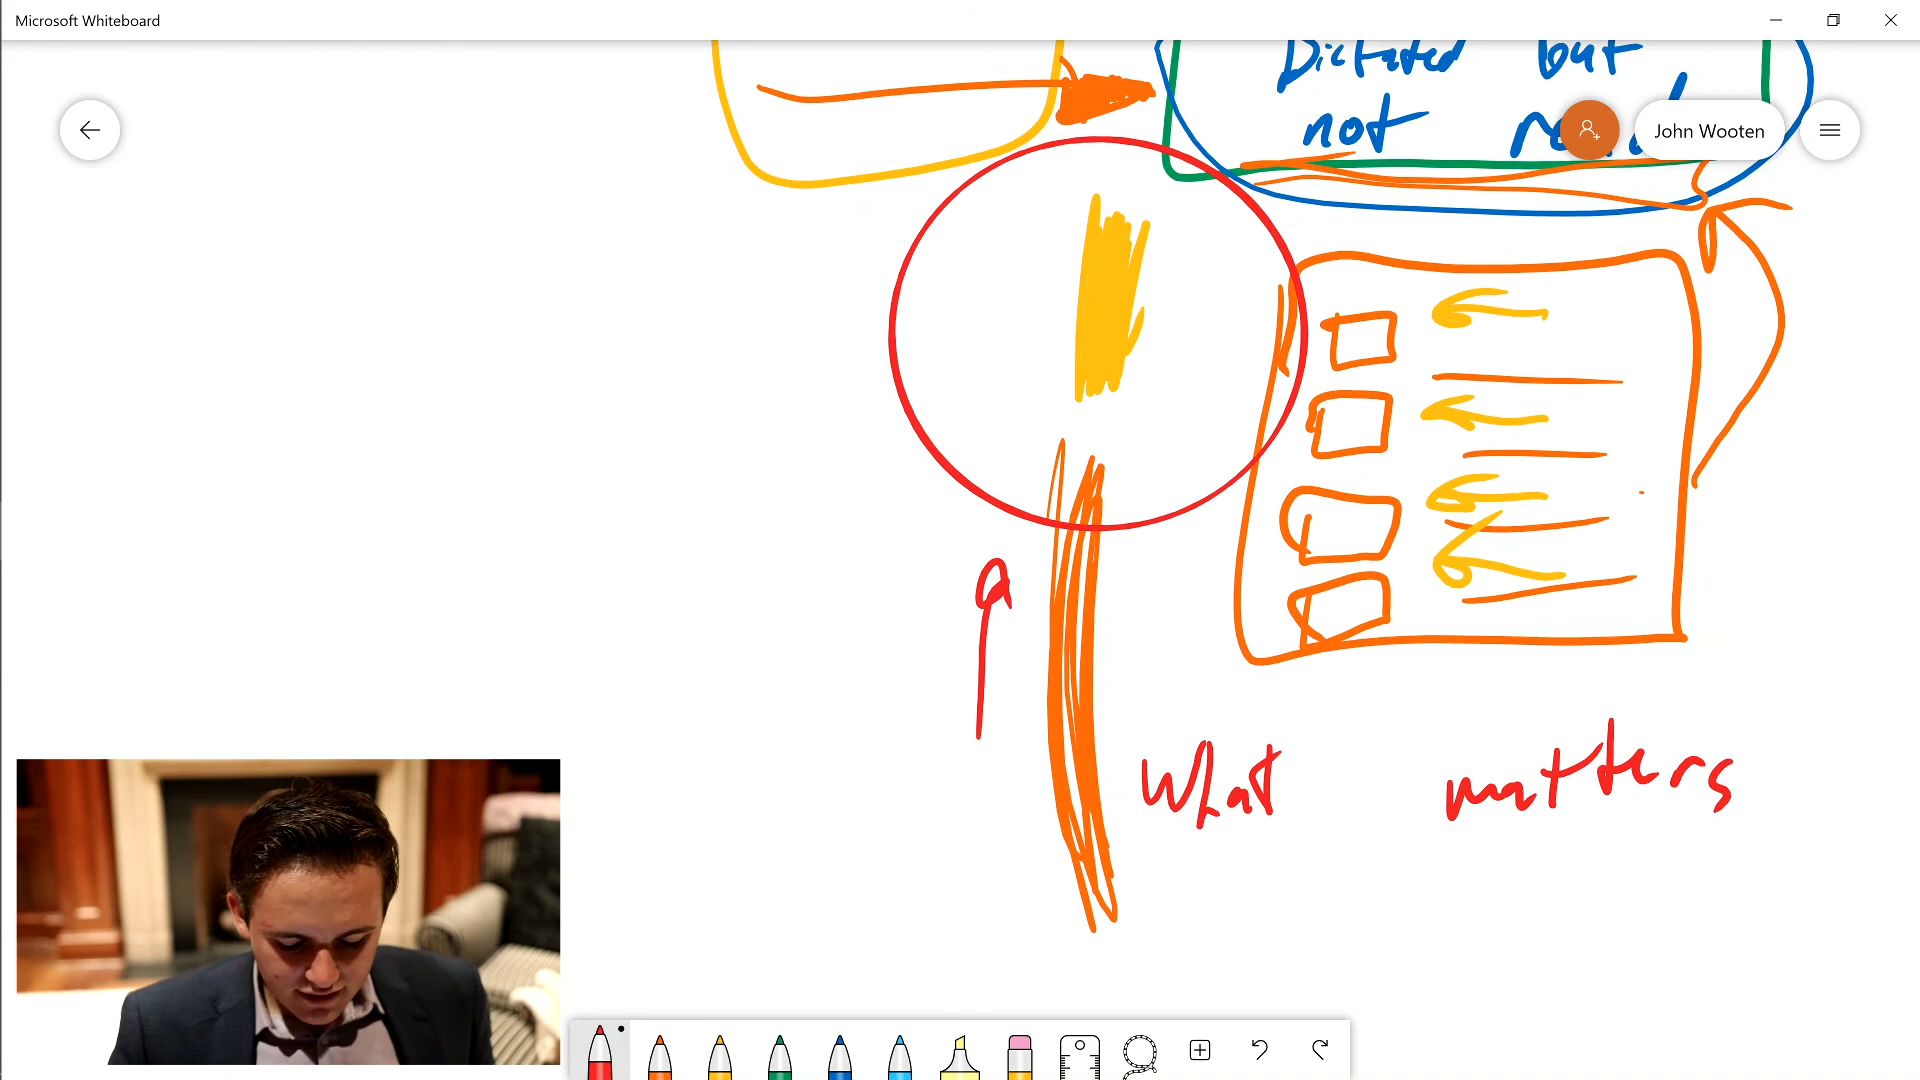 Microsoft Whiteboard
Dictated but
not
John Wooten
What matters